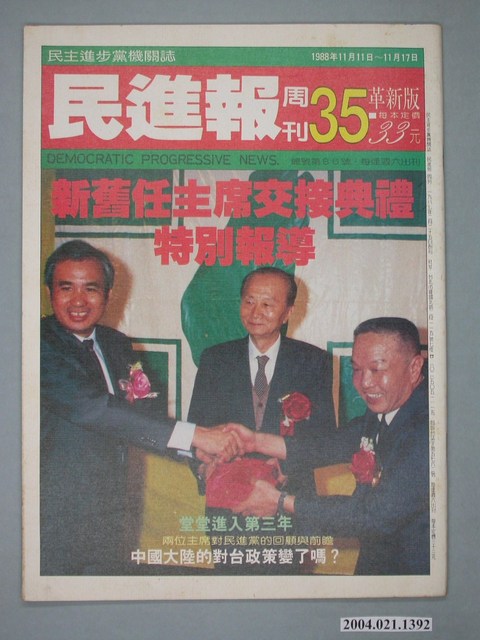 民主進步黨機關誌
1988年11月11日～11月17日
民進報
周刊
35
革新版
■每本定價
33元
DEMOCRATIC PROGRESSIVE NEWS.
新舊任主席交接典禮
特別報導
堂堂進入第三年
兩位主席對民進黨的回顧與前瞻
中國大陸的對台政策變了嗎？
2004.021.1392